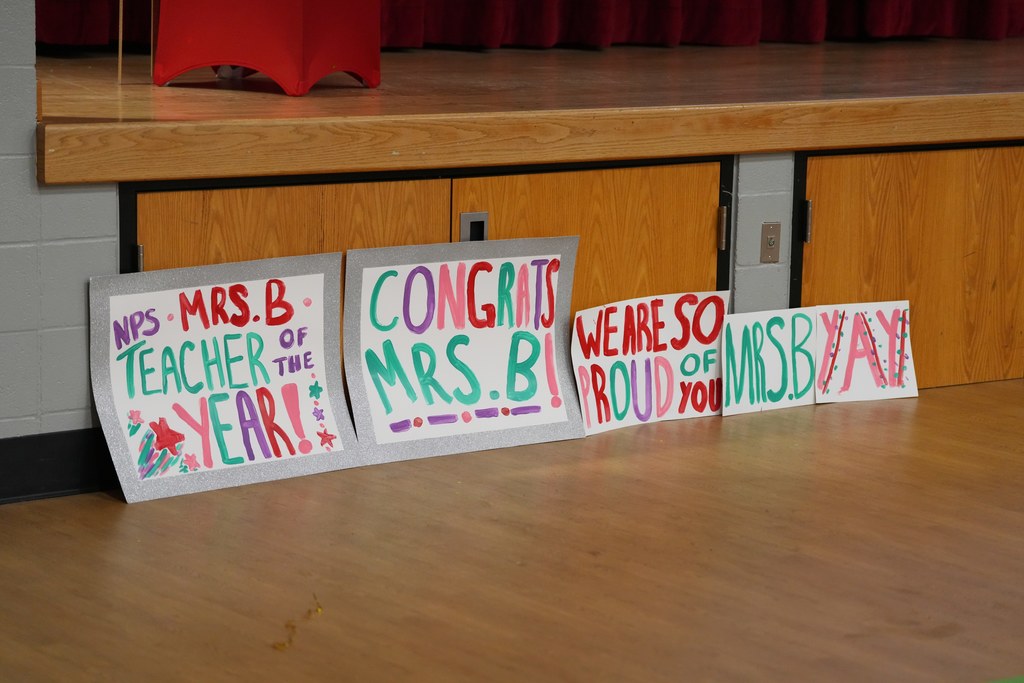 NPS · MRS. B
TEACHER OF THE
YEAR!
CONGRATS
MRS. B!
WE ARE SO
PROUD OF YOU
MRS. B
YAY